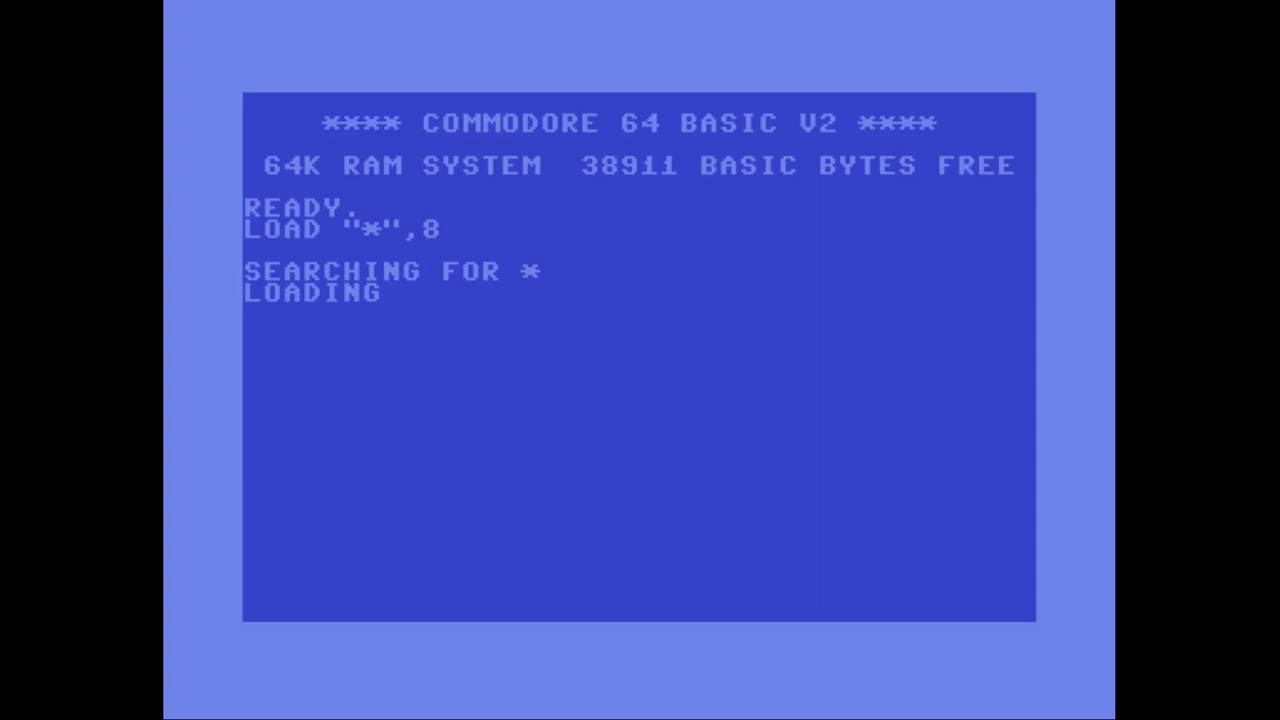 **** COMMODORE 64 BASIC V2 ****
64K RAM SYSTEM  38911 BASIC BYTES FREE
READY.
LOAD "*",8
SEARCHING FOR *
LOADING